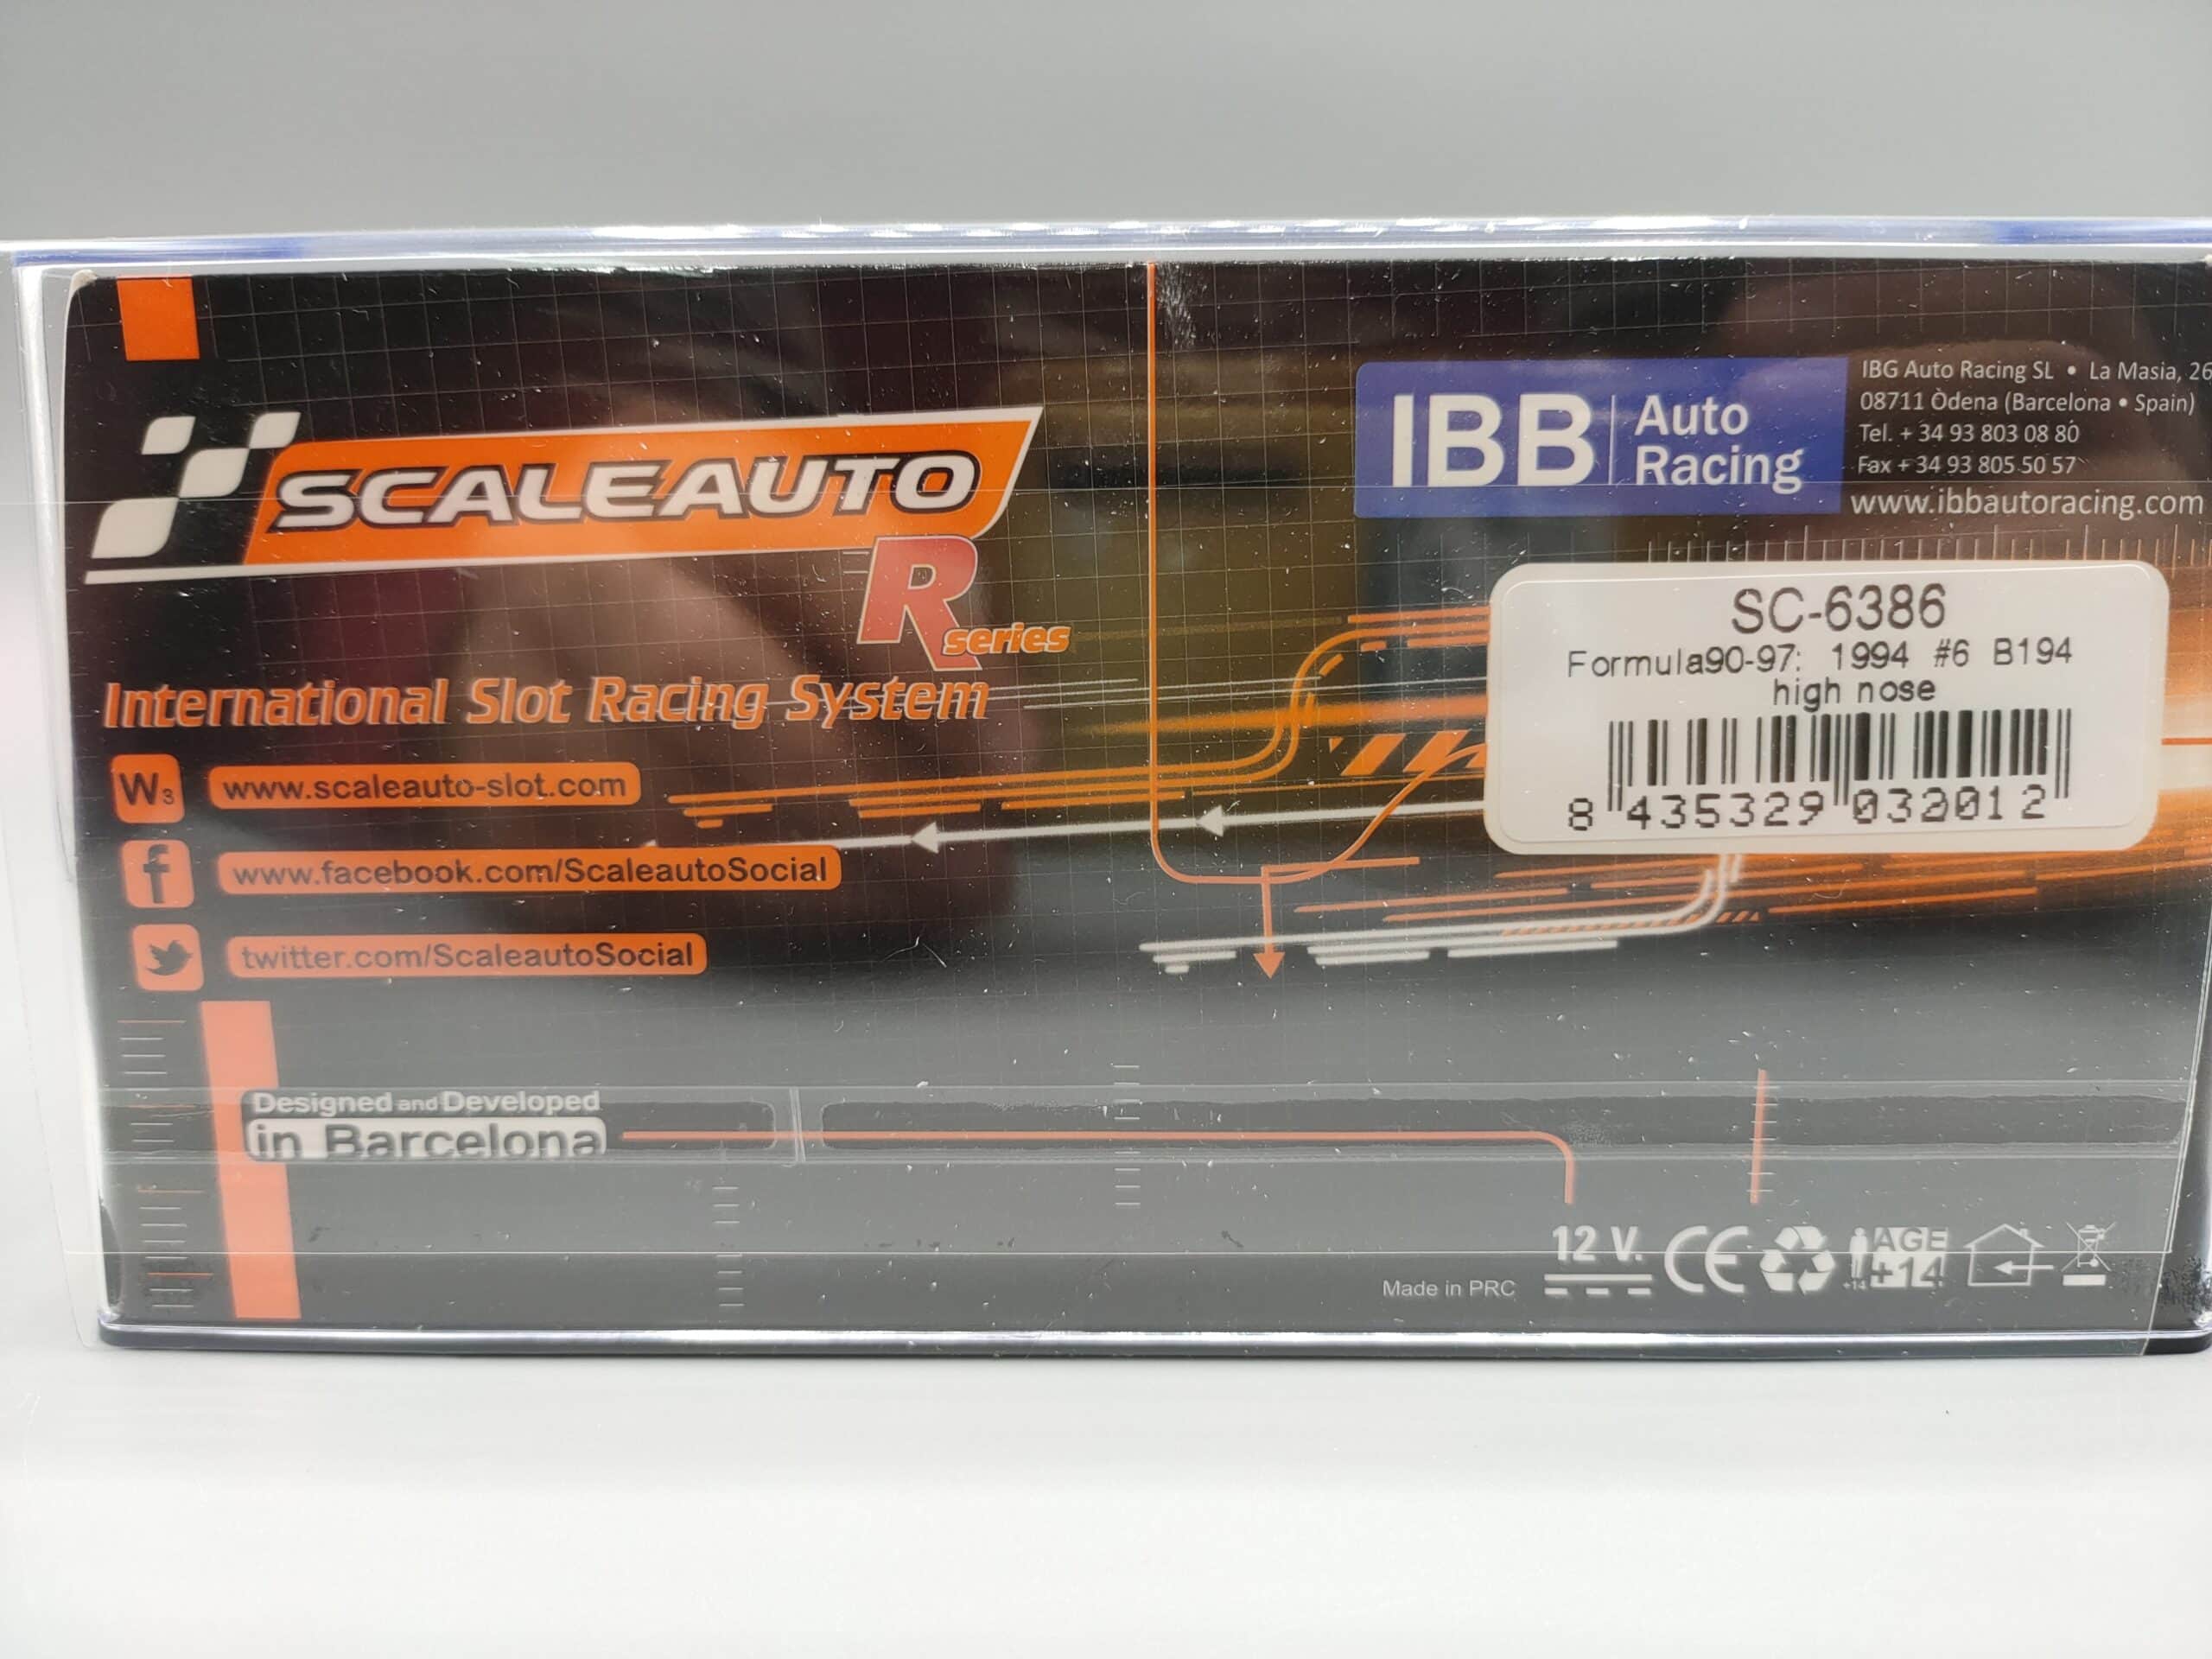 SCALEAUTO
R series
International Slot Racing System
W3 www.scaleauto-slot.com
f www.facebook.com/ScaleautoSocial
twitter.com/ScaleautoSocial
Designed and Developed
in Barcelona
IBB Auto Racing
IBG Auto Racing SL • La Masia, 26
08711 Òdena (Barcelona • Spain)
Tel. + 34 93 803 08 80
Fax + 34 93 805 50 57
www.ibbautoracing.com
SC-6386
Formula90-97: 1994 #6 B194
high nose
8 435329 032012
Made in PRC
12 V.
CE
AGE
+14